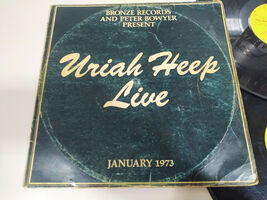 BRONZE RECORDS
AND PETER BOWYER
PRESENT
Uriah Heep
Live
JANUARY 1973